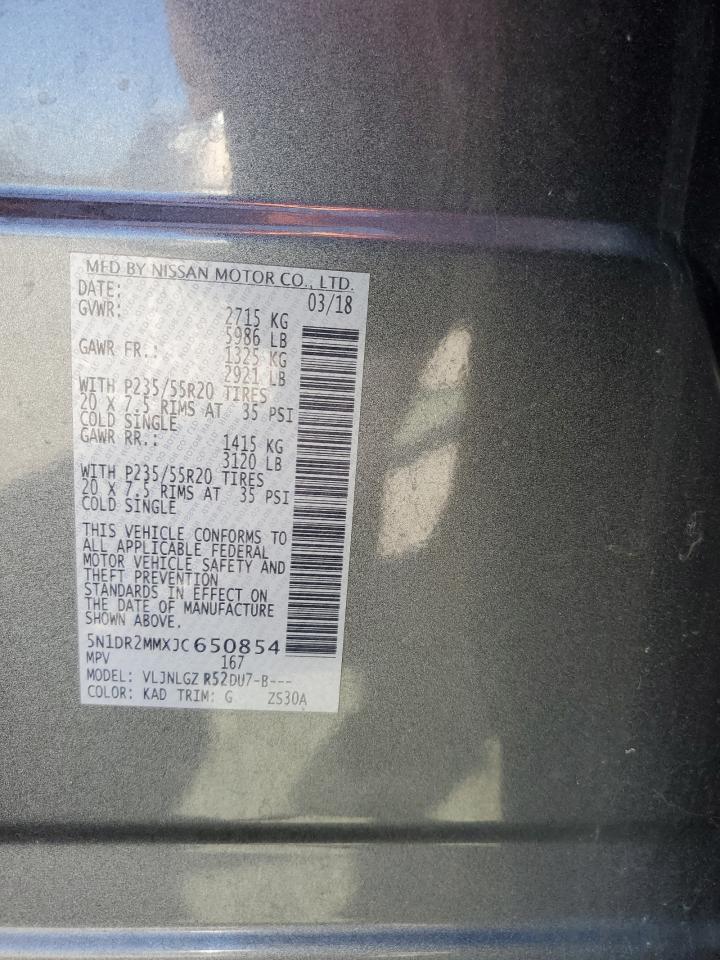 MFD BY NISSAN MOTOR CO., LTD.
DATE: 03/18
GVWR: 2715 KG
5986 LB
GAWR FR.: 1325 KG
2921 LB
WITH P235/55R20 TIRES
20 X 7.5 RIMS AT 35 PSI
COLD SINGLE
GAWR RR.: 1415 KG
3120 LB
WITH P235/55R20 TIRES
20 X 7.5 RIMS AT 35 PSI
COLD SINGLE
THIS VEHICLE CONFORMS TO
ALL APPLICABLE FEDERAL
MOTOR VEHICLE SAFETY AND
THEFT PREVENTION
STANDARDS IN EFFECT ON
THE DATE OF MANUFACTURE
SHOWN ABOVE.
5N1DR2MMXJC650854
MPV 167
MODEL: VLJNLGZ R52DU7-B---
COLOR: KAD TRIM: G ZS30A